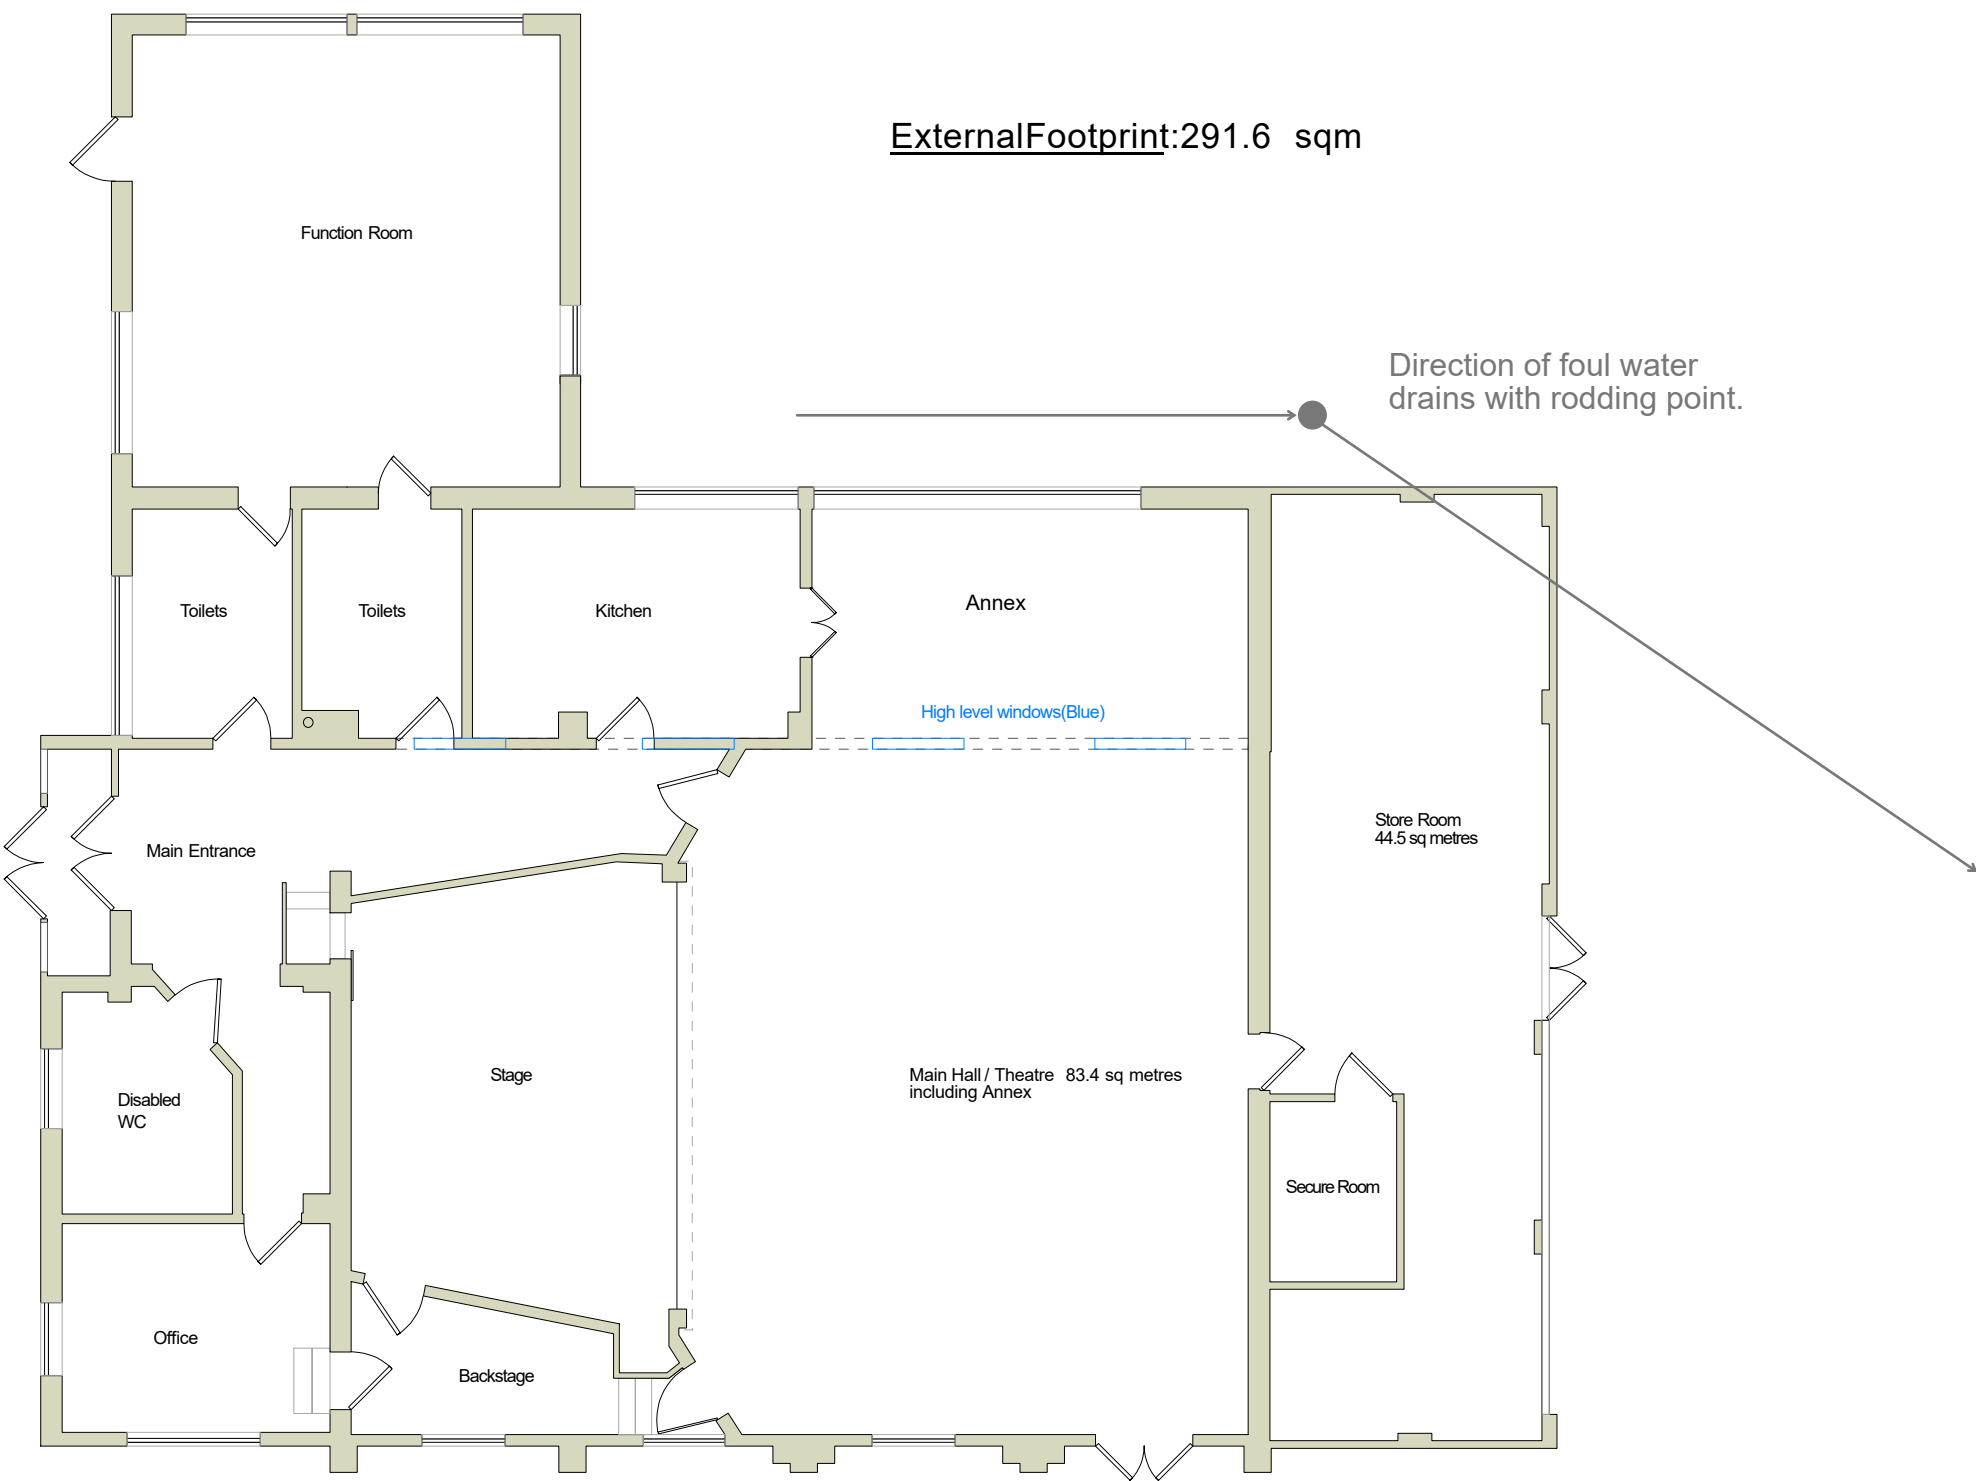 ExternalFootprint:291.6 sqm
Function Room
Direction of foul water
drains with rodding point.
Toilets
Toilets
Kitchen
Annex
High level windows(Blue)
Main Entrance
Store Room
44.5 sq metres
Stage
Main Hall / Theatre 83.4 sq metres
including Annex
Disabled
WC
Secure Room
Office
Backstage